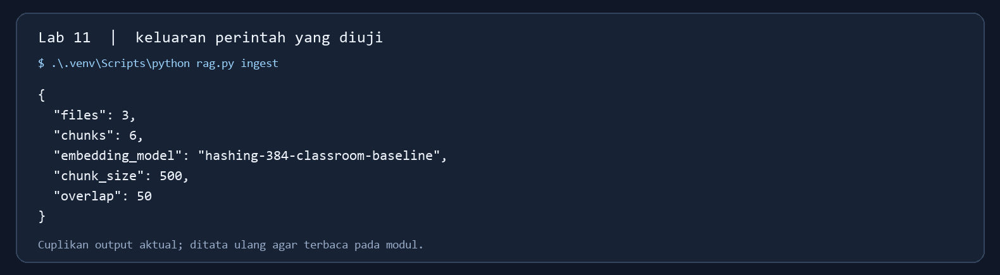 Lab 11 | keluaran perintah yang diuji
$ .\.venv\Scripts\python rag.py ingest
{
  "files": 3,
  "chunks": 6,
  "embedding_model": "hashing-384-classroom-baseline",
  "chunk_size": 500,
  "overlap": 50
}
Cuplikan output aktual; ditata ulang agar terbaca pada modul.